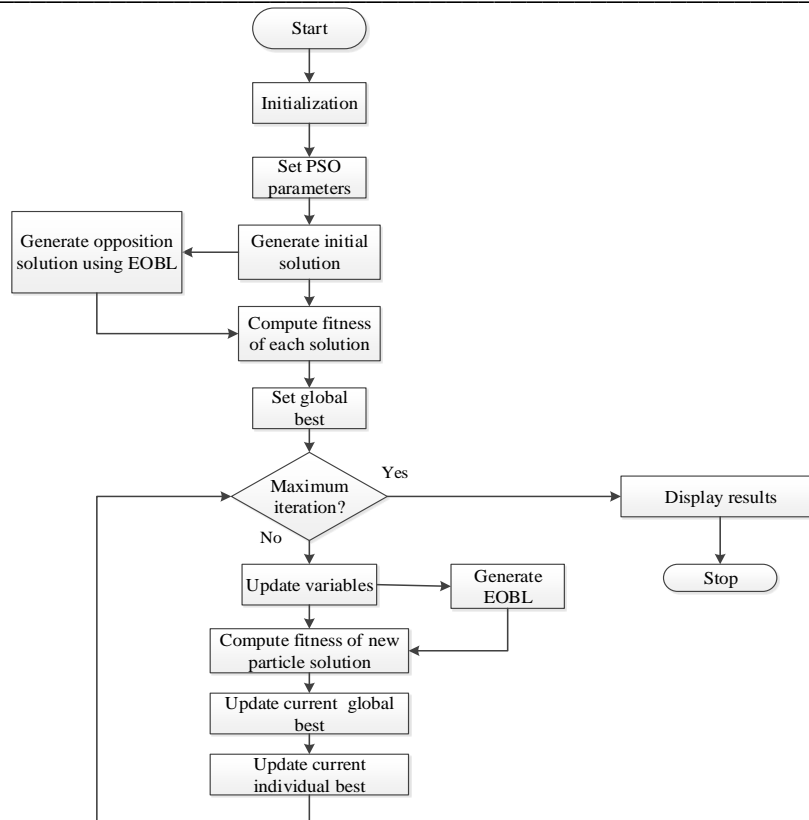 Start
Initialization
Set PSO
parameters
Generate opposition
solution using EOBL
Generate initial
solution
Compute fitness
of each solution
Set global
best
Maximum
iteration?
Yes
Display results
Stop
No
Update variables
Generate
EOBL
Compute fitness of new
particle solution
Update current global
best
Update current
individual best